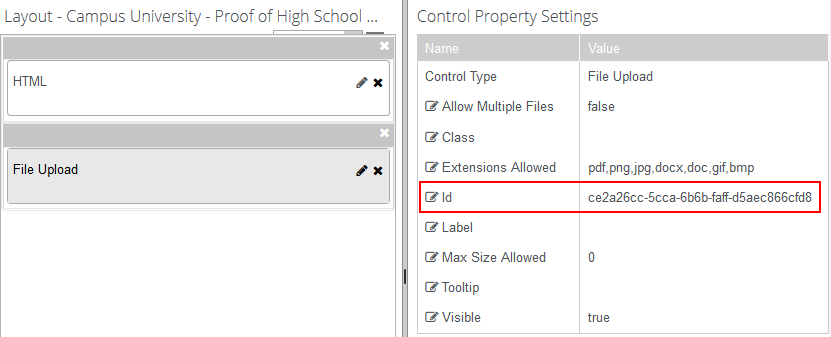 Layout - Campus University - Proof of High School ...
HTML
File Upload
Control Property Settings
Name Value
Control Type File Upload
Allow Multiple Files false
Class
Extensions Allowed pdf,png,jpg,docx,doc,gif,bmp
Id ce2a26cc-5cca-6b6b-faff-d5aec866cfd8
Label
Max Size Allowed 0
Tooltip
Visible true